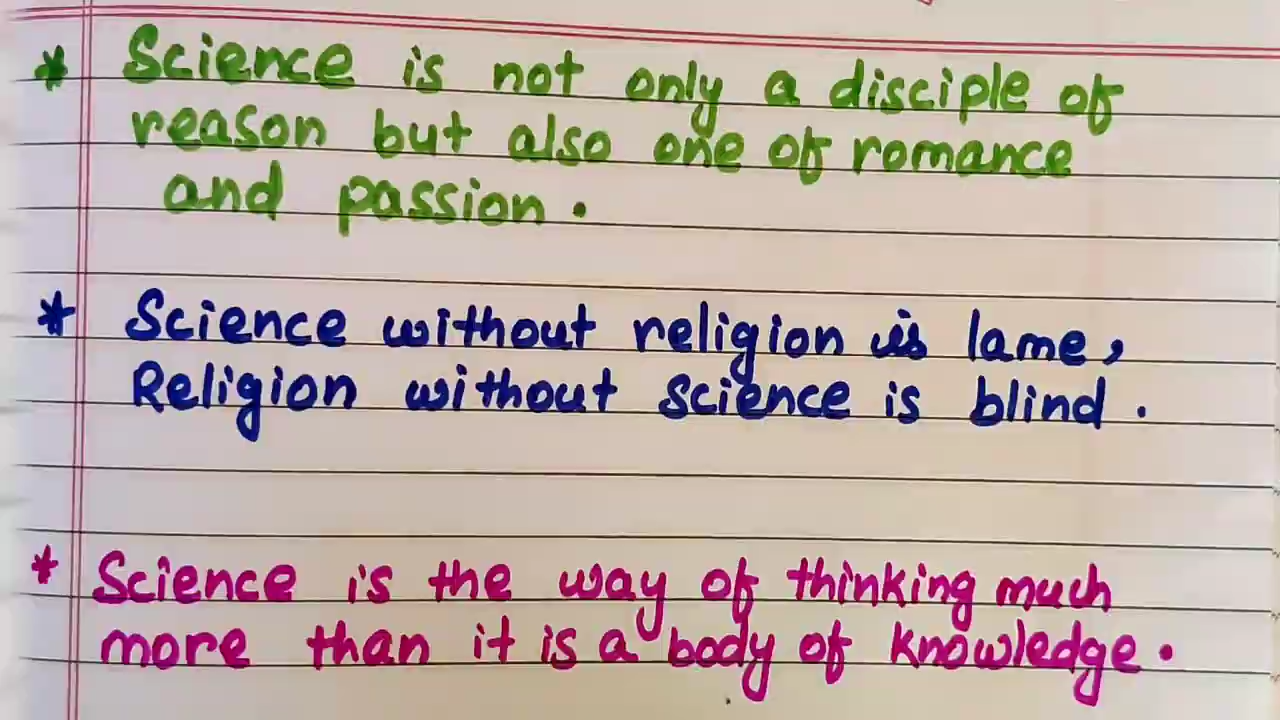 * Science is not only a disciple of
reason but also one of romance
and passion.
* Science without religion is lame,
Religion without science is blind.
* Science is the way of thinking much
more than it is a body of knowledge.